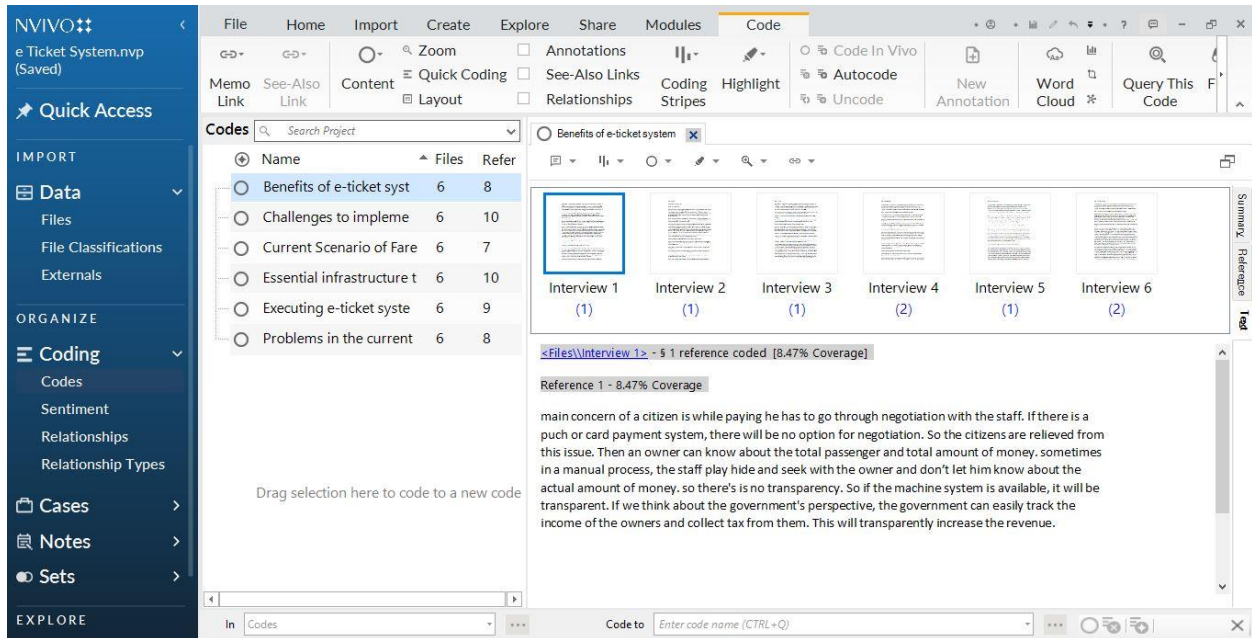 NVIVO
e Ticket System.nvp
(Saved)
Quick Access
IMPORT
Data
Files
File Classifications
Externals
ORGANIZE
Coding
Codes
Sentiment
Relationships
Relationship Types
Cases
Notes
Sets
EXPLORE
File Home Import Create Explore Share Modules Code
Memo Link
See-Also Link
Content
Zoom
Quick Coding
Layout
Annotations
See-Also Links
Relationships
Coding Stripes
Highlight
Code In Vivo
Autocode
Uncode
New Annotation
Word Cloud
Query This Code
F
Codes Search Project
Name Files Refer
Benefits of e-ticket syst 6 8
Challenges to impleme 6 10
Current Scenario of Fare 6 7
Essential infrastructure t 6 10
Executing e-ticket syste 6 9
Problems in the current 6 8
Drag selection here to code to a new code
Benefits of e-ticket system
Interview 1 Interview 2 Interview 3 Interview 4 Interview 5 Interview 6
(1) (1) (1) (2) (1) (2)
Summary
Reference
Text
<Files\\Interview 1> - § 1 reference coded [8.47% Coverage]
Reference 1 - 8.47% Coverage
main concern of a citizen is while paying he has to go through negotiation with the staff. If there is a
puch or card payment system, there will be no option for negotiation. So the citizens are relieved from
this issue. Then an owner can know about the total passenger and total amount of money. sometimes
in a manual process, the staff play hide and seek with the owner and don't let him know about the
actual amount of money. so there's is no transparency. So if the machine system is available, it will be
transparent. If we think about the government's perspective, the government can easily track the
income of the owners and collect tax from them. This will transparently increase the revenue.
In Codes
Code to Enter code name (CTRL+Q)